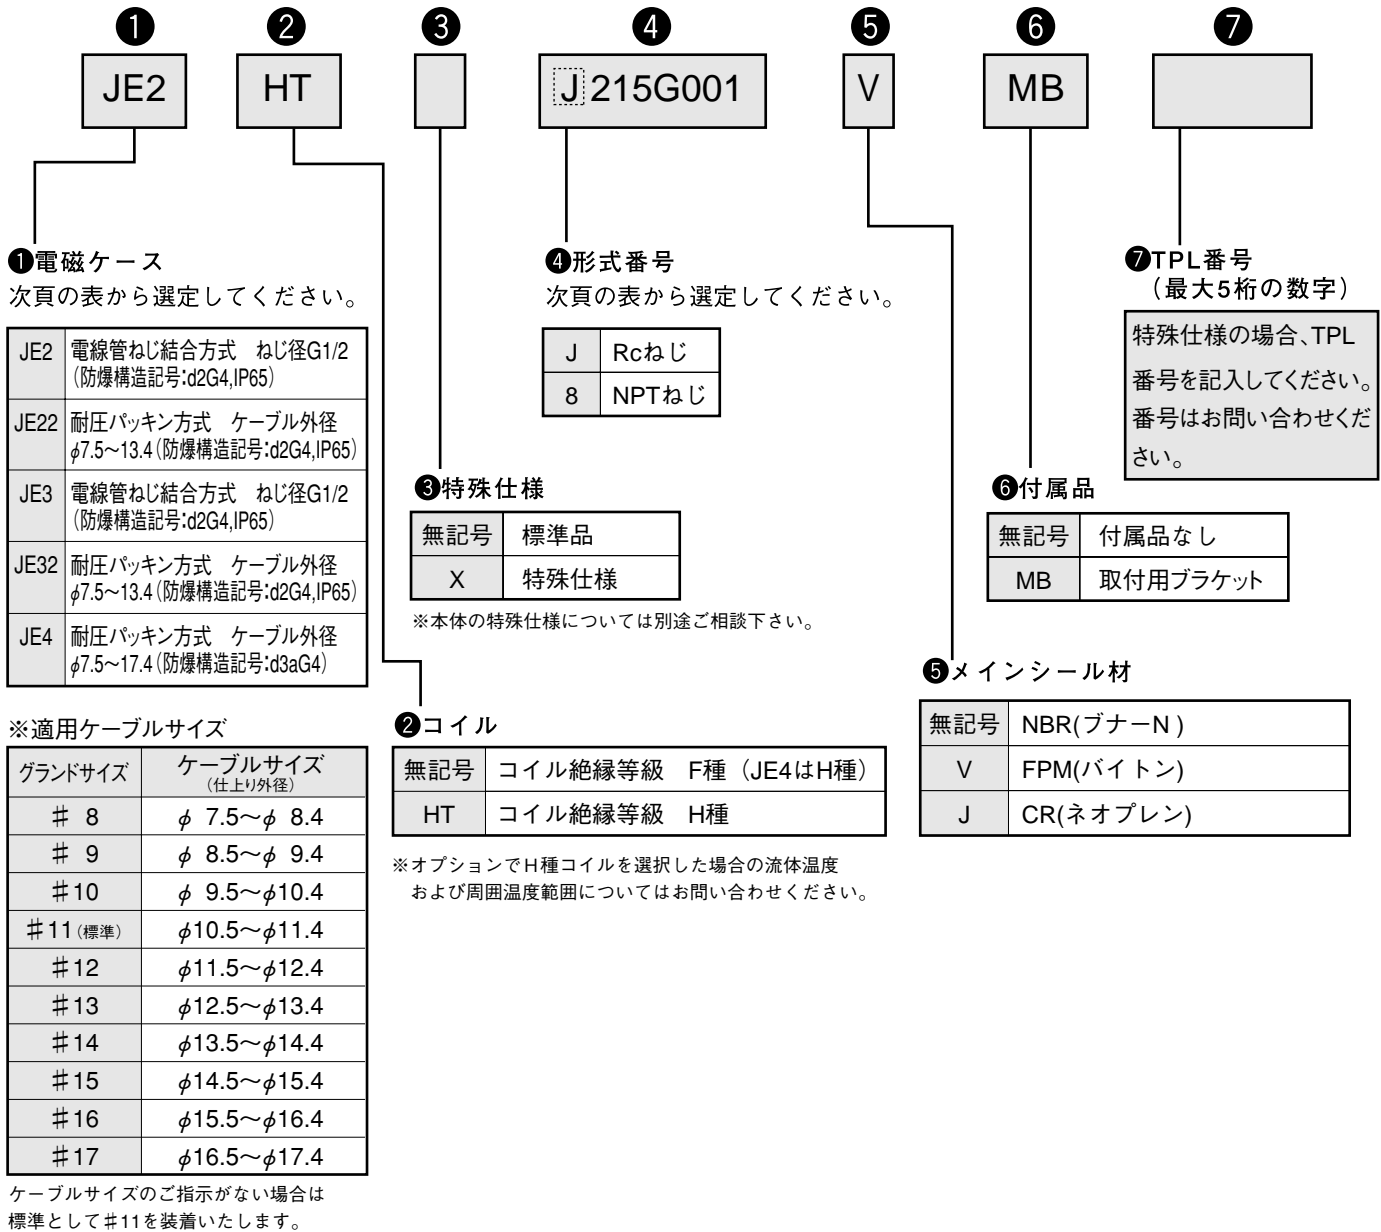 ❶ ❷ ❸ ❹ ❺ ❻ ❼
JE2 HT J 215G001 V MB
❶電磁ケース
次頁の表から選定してください。
JE2 電線管ねじ結合方式 ねじ径G1/2
（防爆構造記号:d2G4,IP65）
JE22 耐圧パッキン方式 ケーブル外径
φ7.5〜13.4（防爆構造記号:d2G4,IP65）
JE3 電線管ねじ結合方式 ねじ径G1/2
（防爆構造記号:d2G4,IP65）
JE32 耐圧パッキン方式 ケーブル外径
φ7.5〜13.4（防爆構造記号:d2G4,IP65）
JE4 耐圧パッキン方式 ケーブル外径
φ7.5〜17.4（防爆構造記号:d3aG4）
※適用ケーブルサイズ
グランドサイズ ケーブルサイズ
（仕上り外径）
♯ 8 φ 7.5〜φ 8.4
♯ 9 φ 8.5〜φ 9.4
♯10 φ 9.5〜φ10.4
♯11（標準） φ10.5〜φ11.4
♯12 φ11.5〜φ12.4
♯13 φ12.5〜φ13.4
♯14 φ13.5〜φ14.4
♯15 φ14.5〜φ15.4
♯16 φ15.5〜φ16.4
♯17 φ16.5〜φ17.4
ケーブルサイズのご指示がない場合は
標準として♯11を装着いたします。
❷コイル
無記号 コイル絶縁等級 F種（JE4はH種）
HT コイル絶縁等級 H種
※オプションでH種コイルを選択した場合の流体温度
および周囲温度範囲についてはお問い合わせください。
❸特殊仕様
無記号 標準品
X 特殊仕様
※本体の特殊仕様については別途ご相談下さい。
❹形式番号
次頁の表から選定してください。
J Rcねじ
8 NPTねじ
❺メインシール材
無記号 NBR(ブナーN )
V FPM(バイトン)
J CR(ネオプレン)
❻付属品
無記号 付属品なし
MB 取付用ブラケット
❼TPL番号
（最大5桁の数字）
特殊仕様の場合、TPL
番号を記入してください。
番号はお問い合わせくだ
さい。